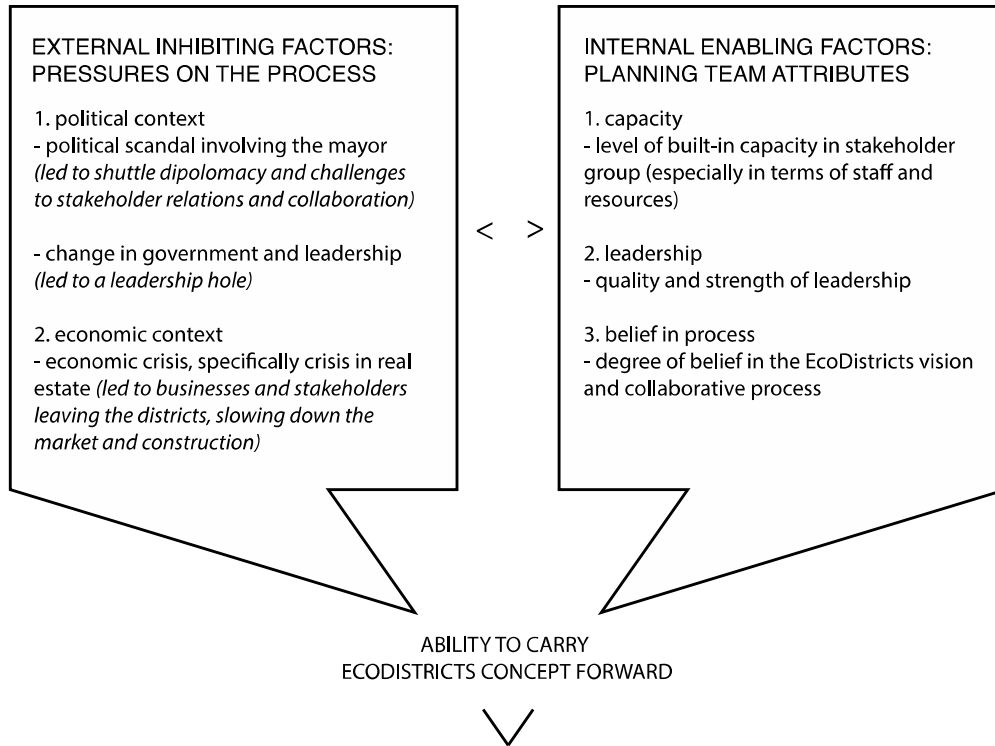 EXTERNAL INHIBITING FACTORS:
PRESSURES ON THE PROCESS
1. political context
- political scandal involving the mayor
(led to shuttle dipolomacy and challenges
to stakeholder relations and collaboration)
- change in government and leadership
(led to a leadership hole)
2. economic context
- economic crisis, specifically crisis in real
estate (led to businesses and stakeholders
leaving the districts, slowing down the
market and construction)
< >
INTERNAL ENABLING FACTORS:
PLANNING TEAM ATTRIBUTES
1. capacity
- level of built-in capacity in stakeholder
group (especially in terms of staff and
resources)
2. leadership
- quality and strength of leadership
3. belief in process
- degree of belief in the EcoDistricts vision
and collaborative process
ABILITY TO CARRY
ECODISTRICTS CONCEPT FORWARD